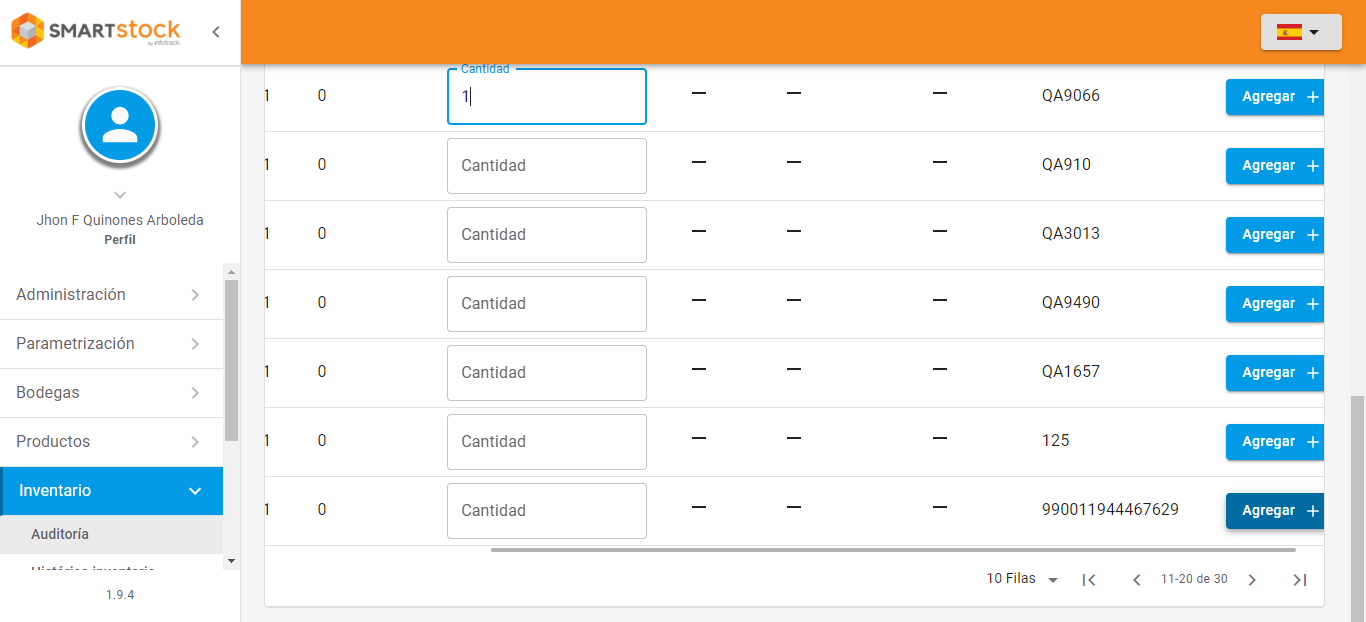 SMARTstock
by infotrack.
Jhon F Quinones Arboleda
Perfil
Administración
Parametrización
Bodegas
Productos
Inventario
Auditoría
Histórico inventario
1.9.4
Cantidad
1 0 1 — — — QA9066 Agregar +
1 0 Cantidad — — — QA910 Agregar +
1 0 Cantidad — — — QA3013 Agregar +
1 0 Cantidad — — — QA9490 Agregar +
1 0 Cantidad — — — QA1657 Agregar +
1 0 Cantidad — — — 125 Agregar +
1 0 Cantidad — — — 990011944467629 Agregar +
10 Filas 11-20 de 30